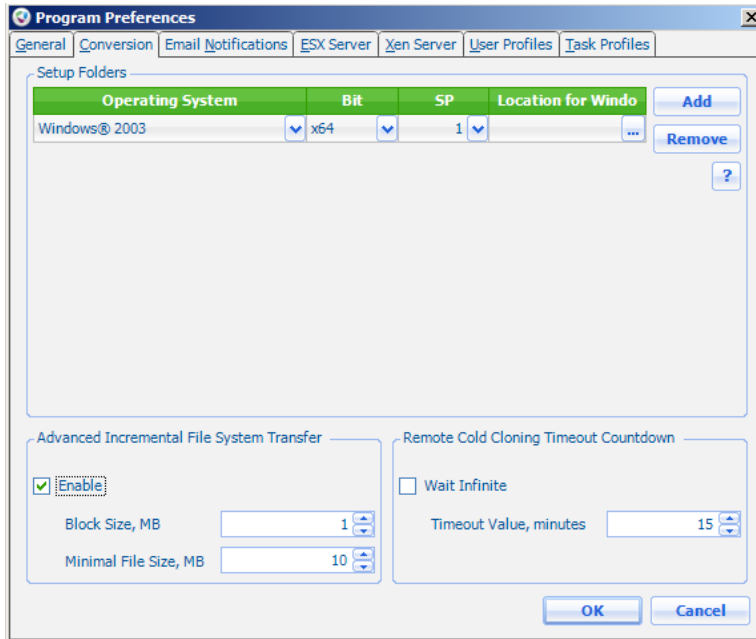 Program Preferences
General Conversion Email Notifications ESX Server Xen Server User Profiles Task Profiles
Setup Folders
Operating System Bit SP Location for Windo Add
Windows® 2003 x64 1 ... Remove
?
Advanced Incremental File System Transfer Remote Cold Cloning Timeout Countdown
Enable Wait Infinite
Block Size, MB 1 Timeout Value, minutes 15
Minimal File Size, MB 10
OK Cancel